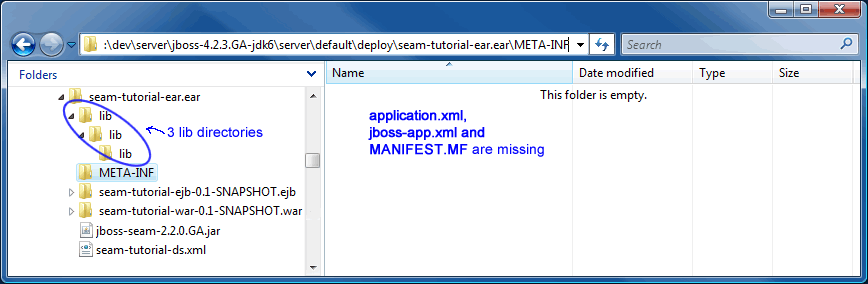 :\dev\server\jboss-4.2.3.GA-jdk6\server\default\deploy\seam-tutorial-ear.ear\META-INF
Search
Folders
Name
Date modified
Type
Size
This folder is empty.
seam-tutorial-ear.ear
lib
lib
lib
3 lib directories
application.xml,
jboss-app.xml and
MANIFEST.MF are missing
META-INF
seam-tutorial-ejb-0.1-SNAPSHOT.ejb
seam-tutorial-war-0.1-SNAPSHOT.war
jboss-seam-2.2.0.GA.jar
seam-tutorial-ds.xml